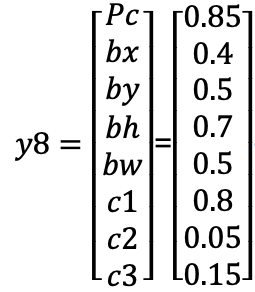 Pc 0.85
bx 0.4
by 0.5
bh 0.7
y8 = [ ] = [ ]
bw 0.5
c1 0.8
c2 0.05
c3 0.15